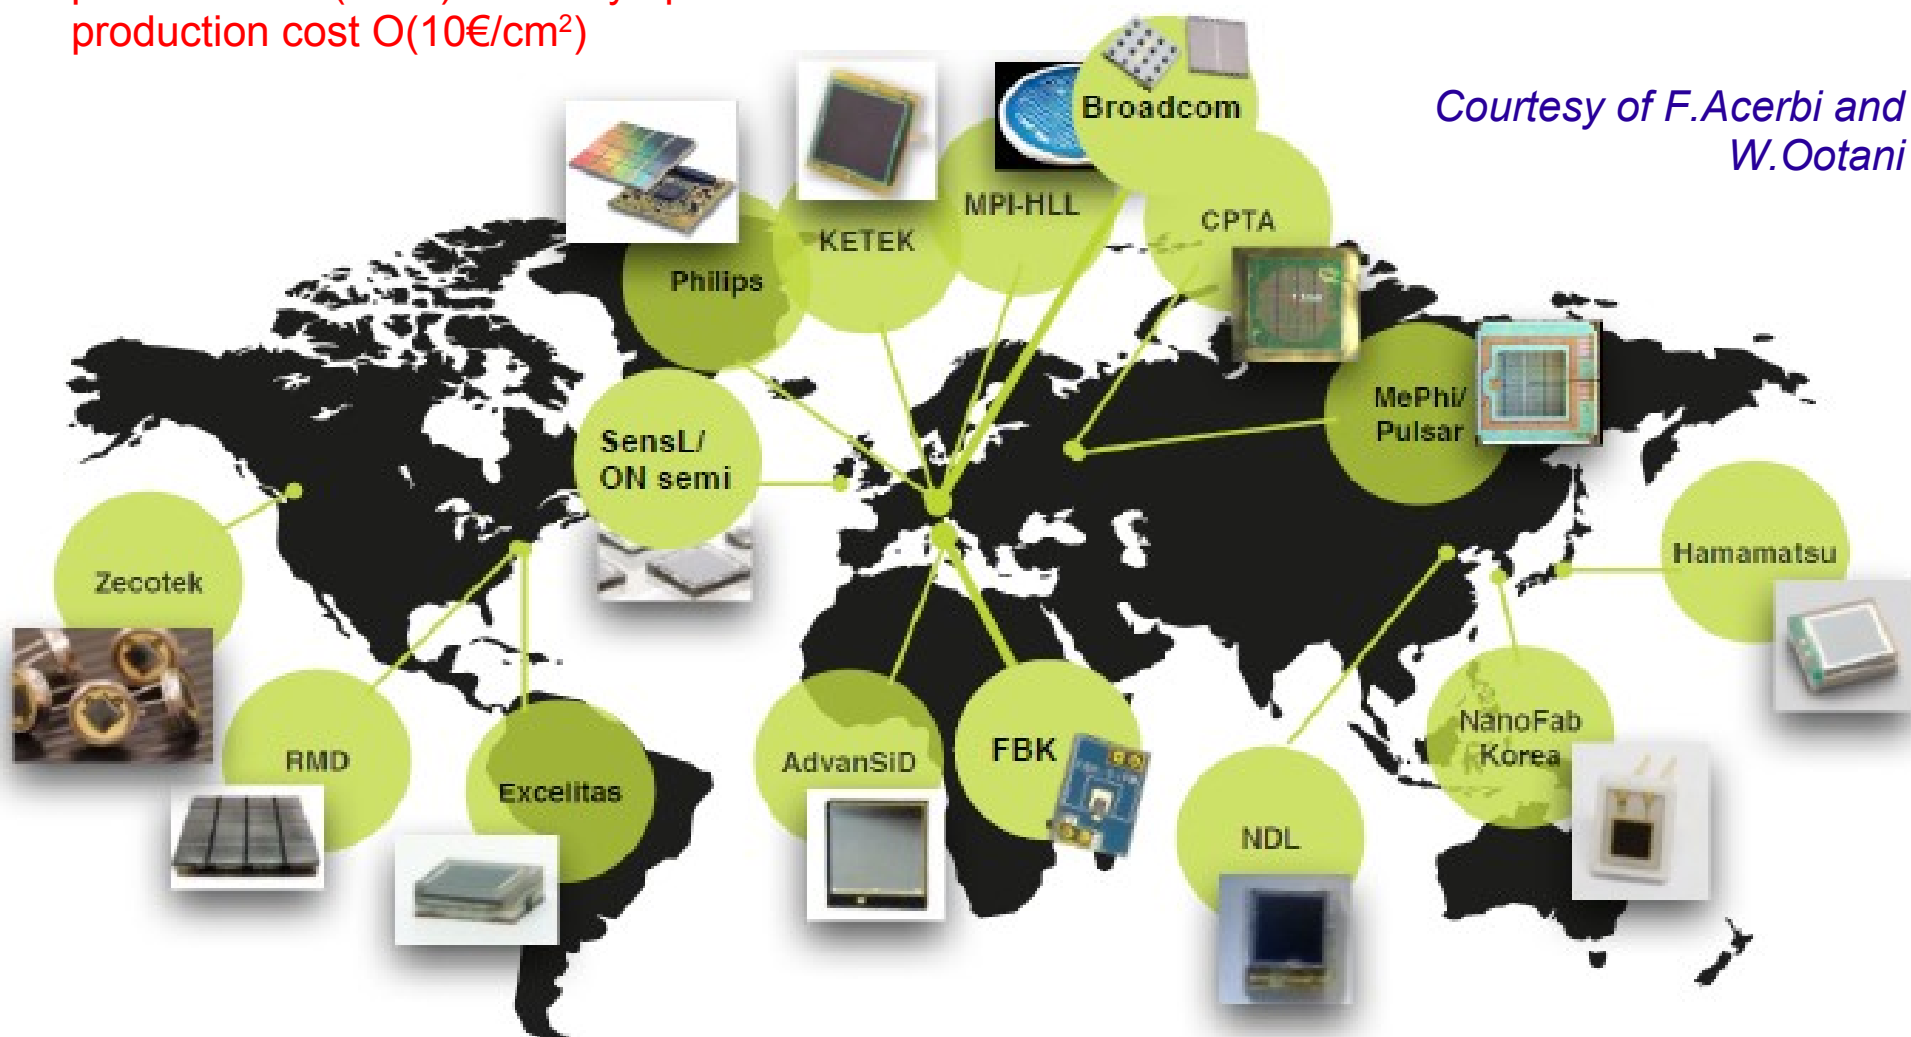 production cost O(10€/cm²)
Broadcom
Courtesy of F.Acerbi and
W.Ootani
MPI-HLL
CPTA
KETEK
Philips
MePhi/
Pulsar
SensL/
ON semi
Hamamatsu
Zecotek
NanoFab
Korea
RMD
FBK
AdvanSiD
Excelitas
NDL